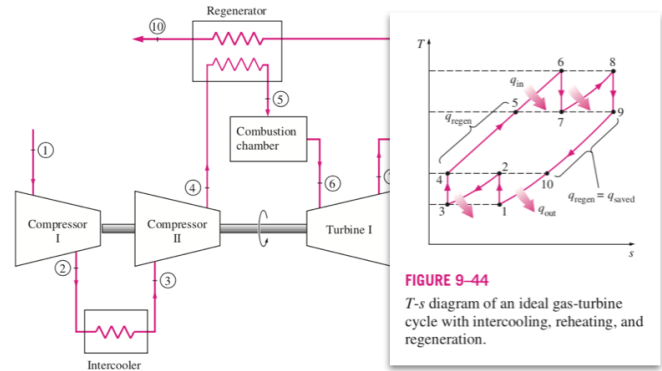 Regenerator
10
5
Combustion
chamber
1
4
6
Compressor
I
Compressor
II
Turbine I
2
3
Intercooler
T
6
8
q_in
5
7
9
q_regen
4
2
10
q_regen = q_saved
3
1
q_out
s
FIGURE 9–44
T-s diagram of an ideal gas-turbine
cycle with intercooling, reheating, and
regeneration.